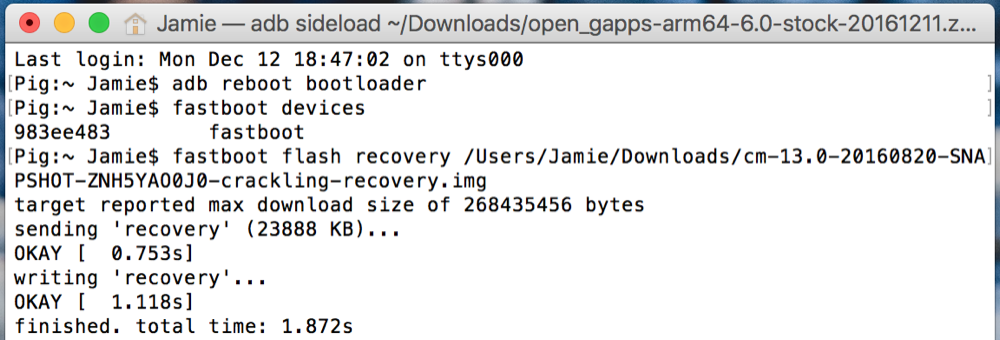 Jamie — adb sideload ~/Downloads/open_gapps-arm64-6.0-stock-20161211.z...
Last login: Mon Dec 12 18:47:02 on ttys000
[Pig:~ Jamie$ adb reboot bootloader ]
[Pig:~ Jamie$ fastboot devices ]
983ee483 fastboot
[Pig:~ Jamie$ fastboot flash recovery /Users/Jamie/Downloads/cm-13.0-20160820-SNA]
PSHOT-ZNH5YAO0J0-crackling-recovery.img
target reported max download size of 268435456 bytes
sending 'recovery' (23888 KB)...
OKAY [  0.753s]
writing 'recovery'...
OKAY [  1.118s]
finished. total time: 1.872s